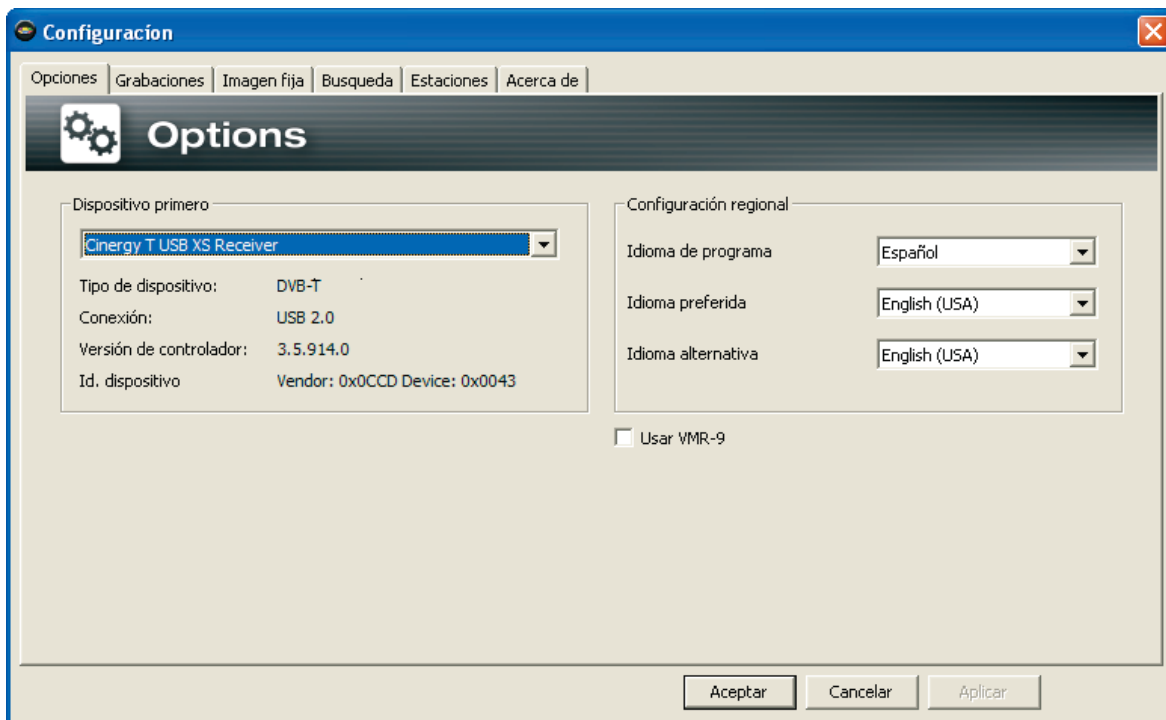 Configuracíon
Opciones Grabaciones Imagen fija Busqueda Estaciones Acerca de
Options
Dispositivo primero
Cinergy T USB XS Receiver
Tipo de dispositivo: DVB-T
Conexión: USB 2.0
Versión de controlador: 3.5.914.0
Id. dispositivo Vendor: 0x0CCD Device: 0x0043
Configuración regional
Idioma de programa Español
Idioma preferida English (USA)
Idioma alternativa English (USA)
Usar VMR-9
Aceptar Cancelar Aplicar